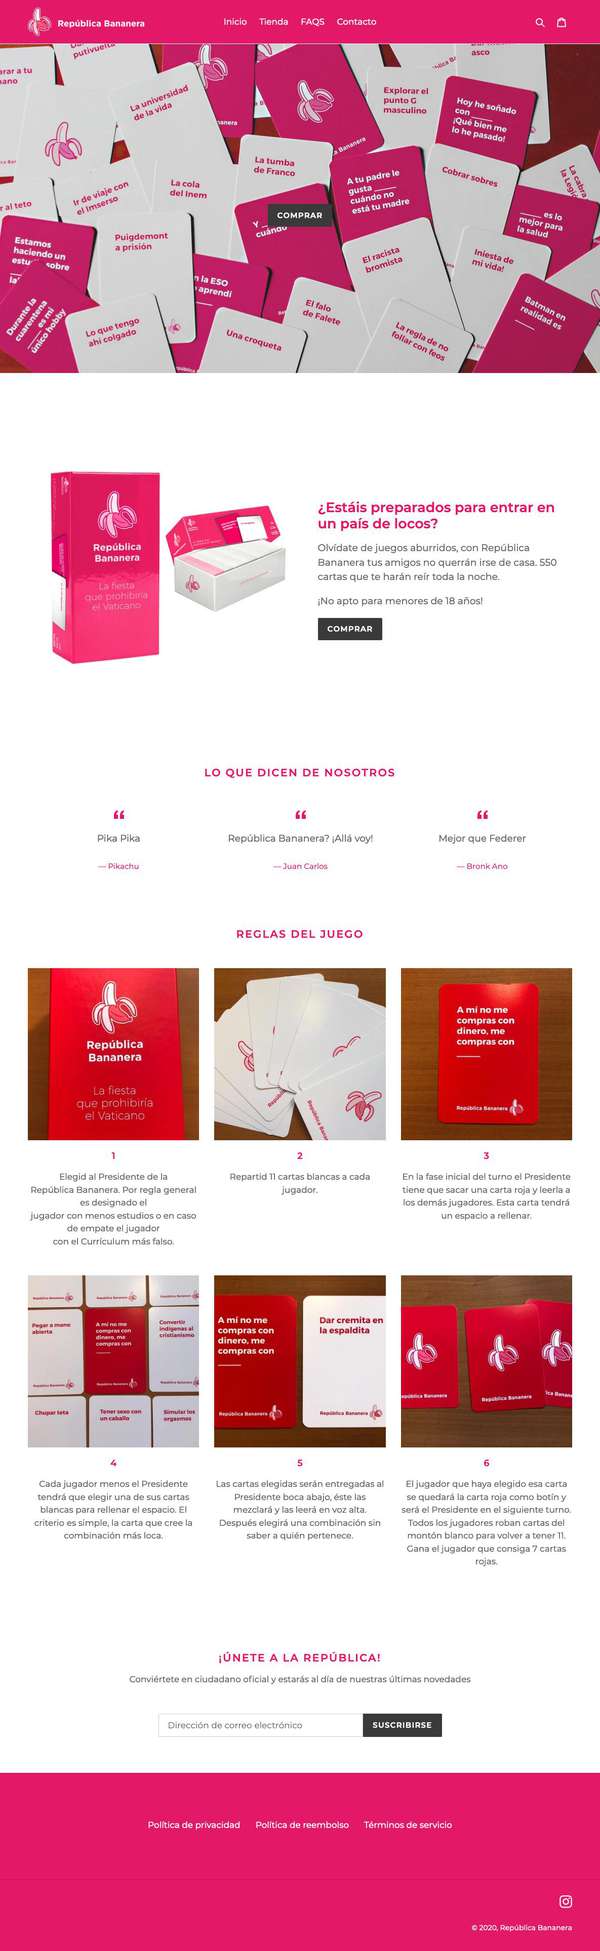 República Bananera
Inicio
Tienda
FAQS
Contacto
putivuelta
asco
La universidad
de la vida
Explorar el
punto G
masculino
Hoy he soñado
con ____
¡Qué bien me
lo he pasado!
La tumba
de Franco
La cola
del Inem
Ir de viaje con
el Imserso
A tu padre le
gusta ____
cuándo no
está tu madre
Cobrar sobres
Puigdemont
a prisión
COMPRAR
Estamos
haciendo un
____ es lo
mejor para
la salud
El racista
bromista
Iniesta de
mi vida!
Durante la
cuarentena
____ es mi
único hobby
Lo que tengo
ahí colgado
Una croqueta
El falo
de Falete
La regla de no
follar con feos
Batman en
realidad es
República
Bananera
La fiesta
que prohibiría
el Vaticano
¿Estáis preparados para entrar en
un país de locos?
Olvídate de juegos aburridos, con República
Bananera tus amigos no querrán irse de casa. 550
cartas que te harán reír toda la noche.
¡No apto para menores de 18 años!
COMPRAR
LO QUE DICEN DE NOSOTROS
Pika Pika
República Bananera? ¡Allá voy!
Mejor que Federer
— Pikachu
— Juan Carlos
— Bronk Ano
REGLAS DEL JUEGO
República
Bananera
La fiesta
que prohibiría
el Vaticano
A mí no me
compras con
dinero, me
compras con
República Bananera
1
Elegid al Presidente de la
República Bananera. Por regla general
es designado el
jugador con menos estudios o en caso
de empate el jugador
con el Currículum más falso.
2
Repartid 11 cartas blancas a cada
jugador.
3
En la fase inicial del turno el Presidente
tiene que sacar una carta roja y leerla a
los demás jugadores. Esta carta tendrá
un espacio a rellenar.
Pegar a mano
abierta
A mí no me
compras con
dinero, me
compras con
Convertir
indígenas al
cristianismo
Chupar teta
Tener sexo con
un caballo
Simular los
orgasmos
A mí no me
compras con
dinero, me
compras con
República Bananera
Dar cremita en
la espaldita
República Bananera
República Bananera
4
Cada jugador menos el Presidente
tendrá que elegir una de sus cartas
blancas para rellenar el espacio. El
criterio es simple, la carta que cree la
combinación más loca.
5
Las cartas elegidas serán entregadas al
Presidente boca abajo, éste las
mezclará y las leerá en voz alta.
Después elegirá una combinación sin
saber a quién pertenece.
6
El jugador que haya elegido esa carta
se quedará la carta roja como botín y
será el Presidente en el siguiente turno.
Todos los jugadores roban cartas del
montón blanco para volver a tener 11.
Gana el jugador que consiga 7 cartas
rojas.
¡ÚNETE A LA REPÚBLICA!
Conviértete en ciudadano oficial y estarás al día de nuestras últimas novedades
Dirección de correo electrónico
SUSCRIBIRSE
Política de privacidad
Política de reembolso
Términos de servicio
© 2020, República Bananera